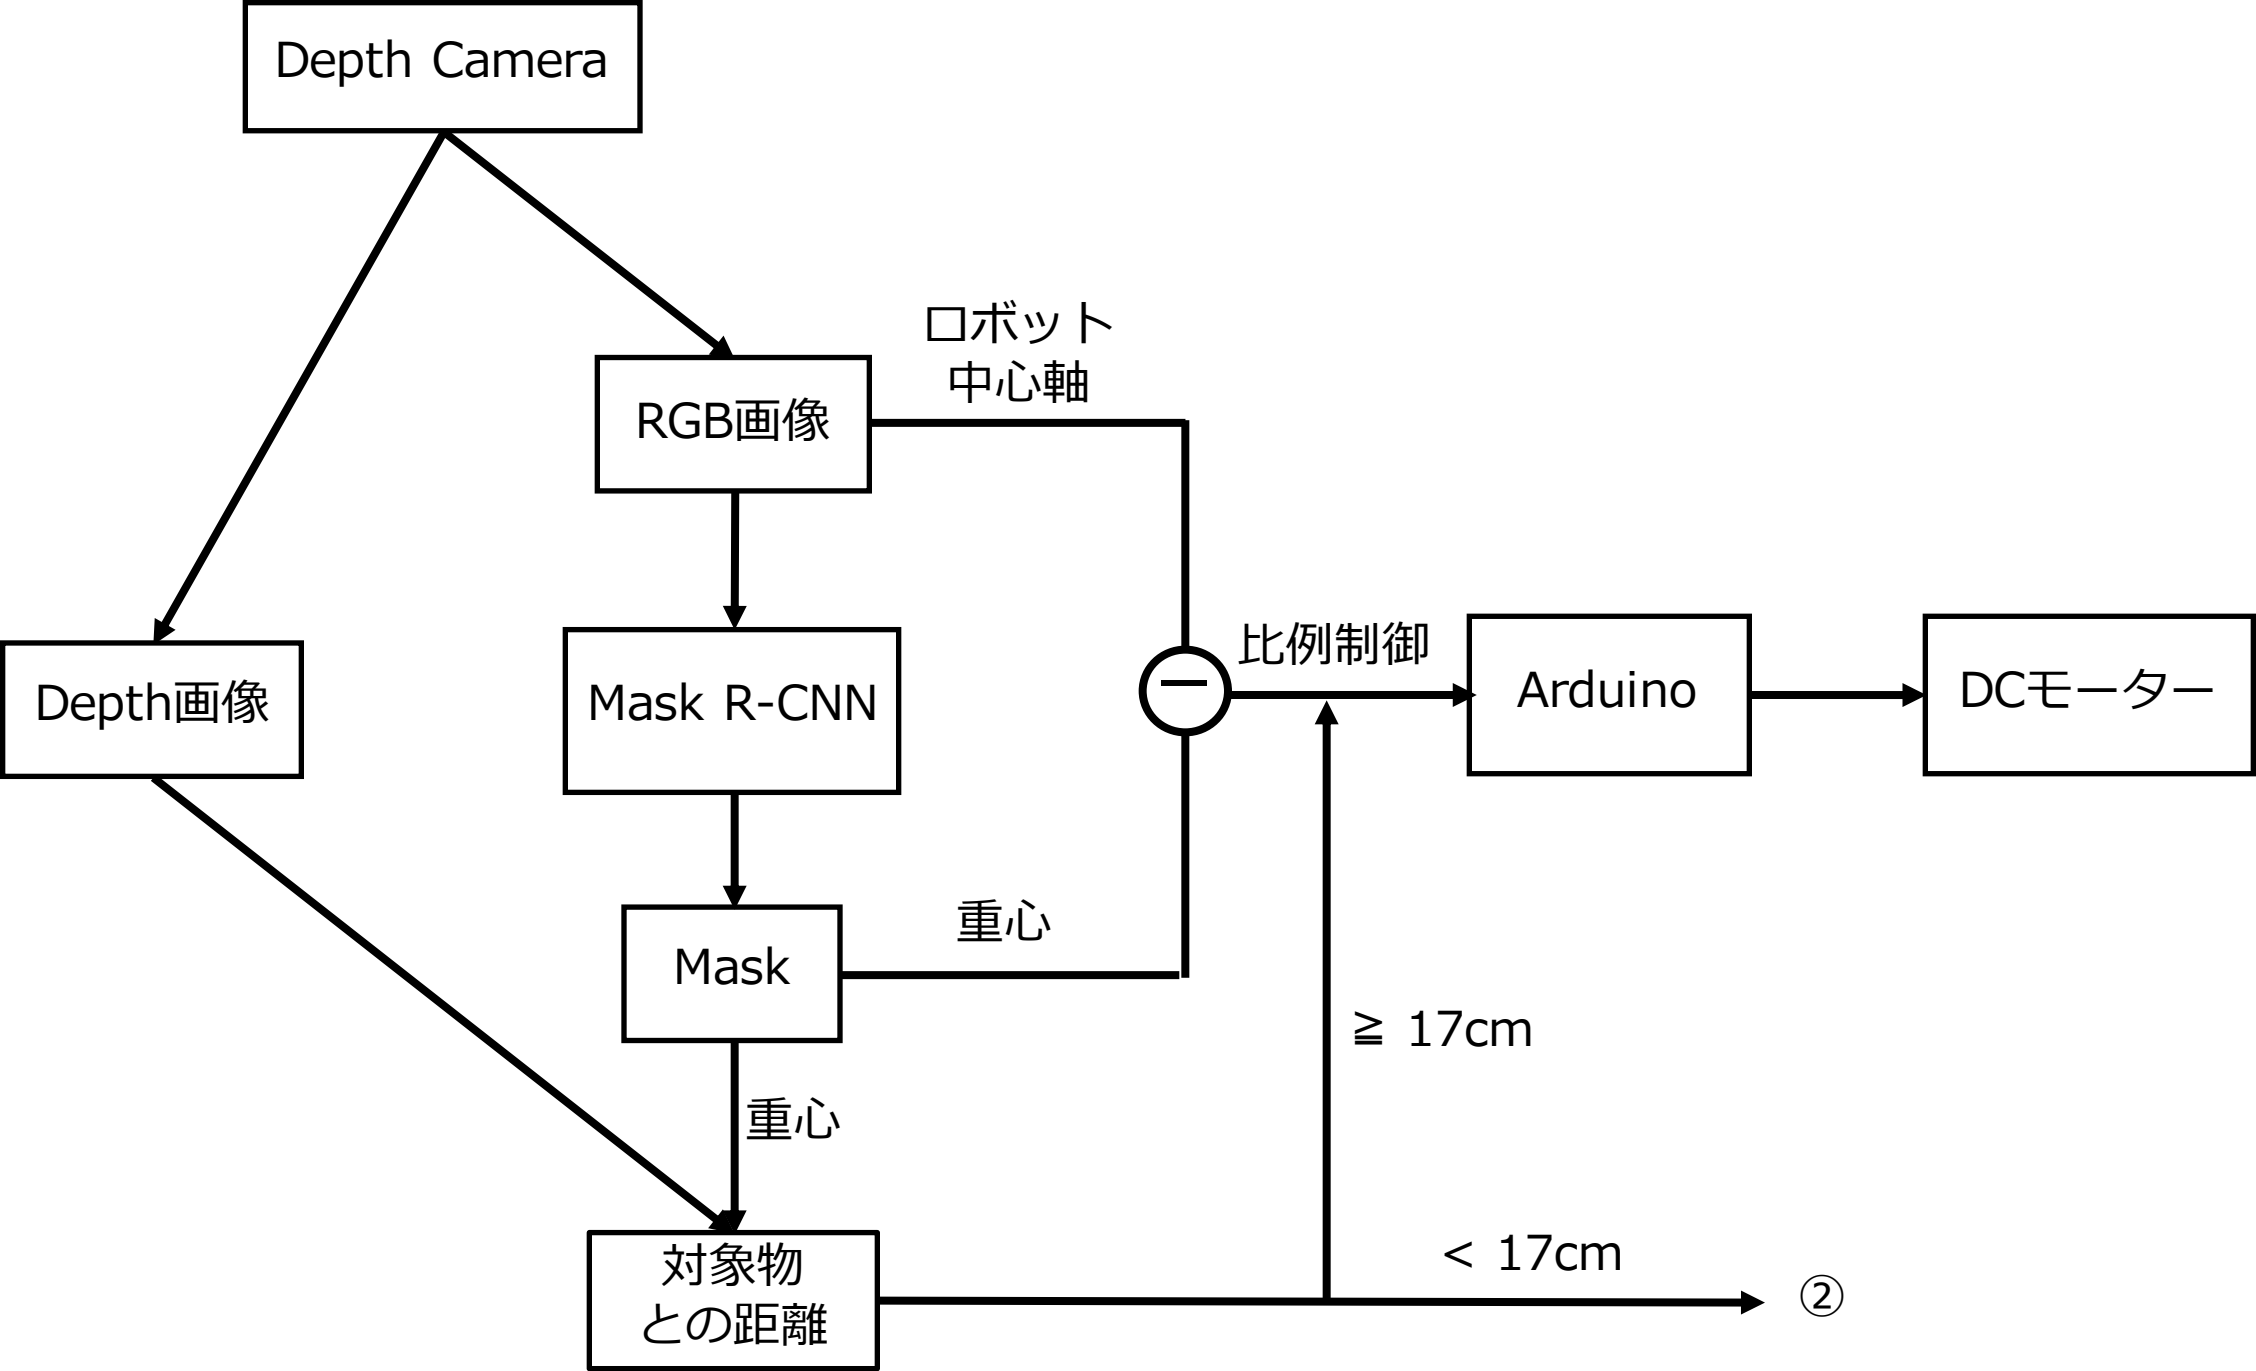 Depth Camera
ロボット
中心軸
RGB画像
比例制御
Depth画像
Mask R-CNN
Arduino
DCモーター
重心
Mask
≧ 17cm
重心
< 17cm
対象物
との距離
②